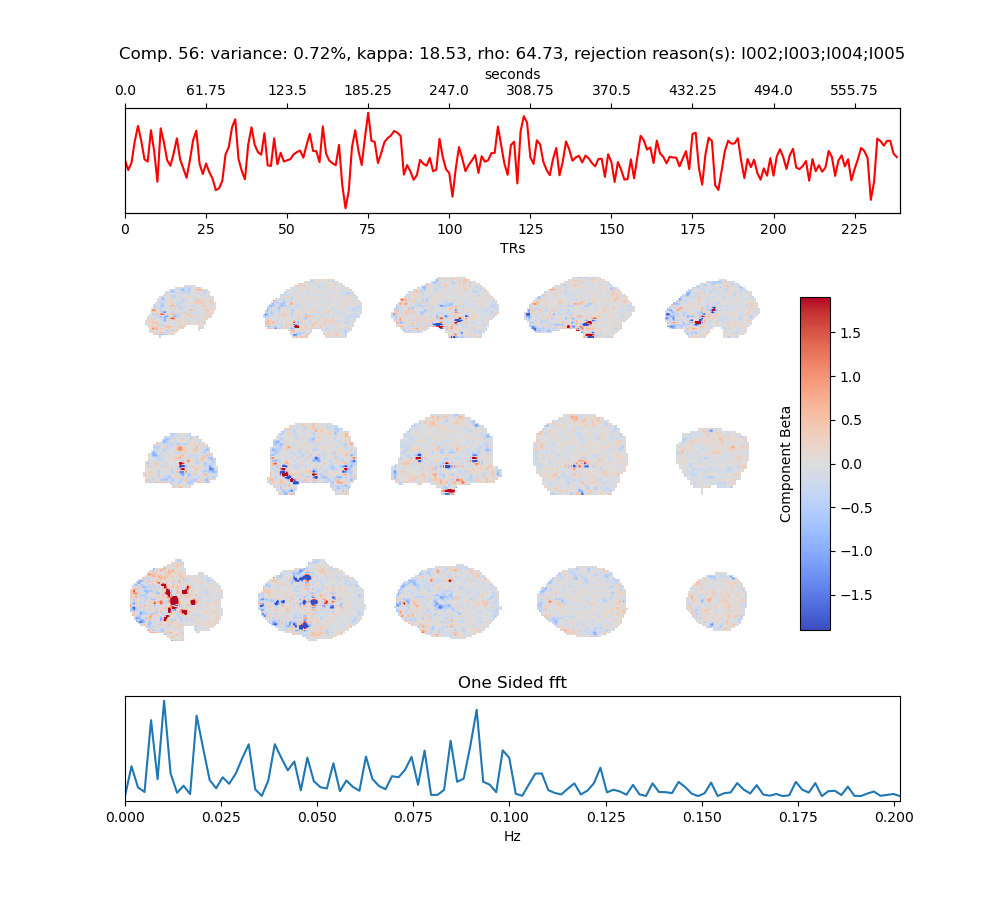 Comp. 56: variance: 0.72%, kappa: 18.53, rho: 64.73, rejection reason(s): I002;I003;I004;I005
seconds
0.0 61.75 123.5 185.25 247.0 308.75 370.5 432.25 494.0 555.75
0 25 50 75 100 125 150 175 200 225
TRs
1.5
1.0
0.5
0.0
−0.5
−1.0
−1.5
Component Beta
One Sided fft
0.000 0.025 0.050 0.075 0.100 0.125 0.150 0.175 0.200
Hz